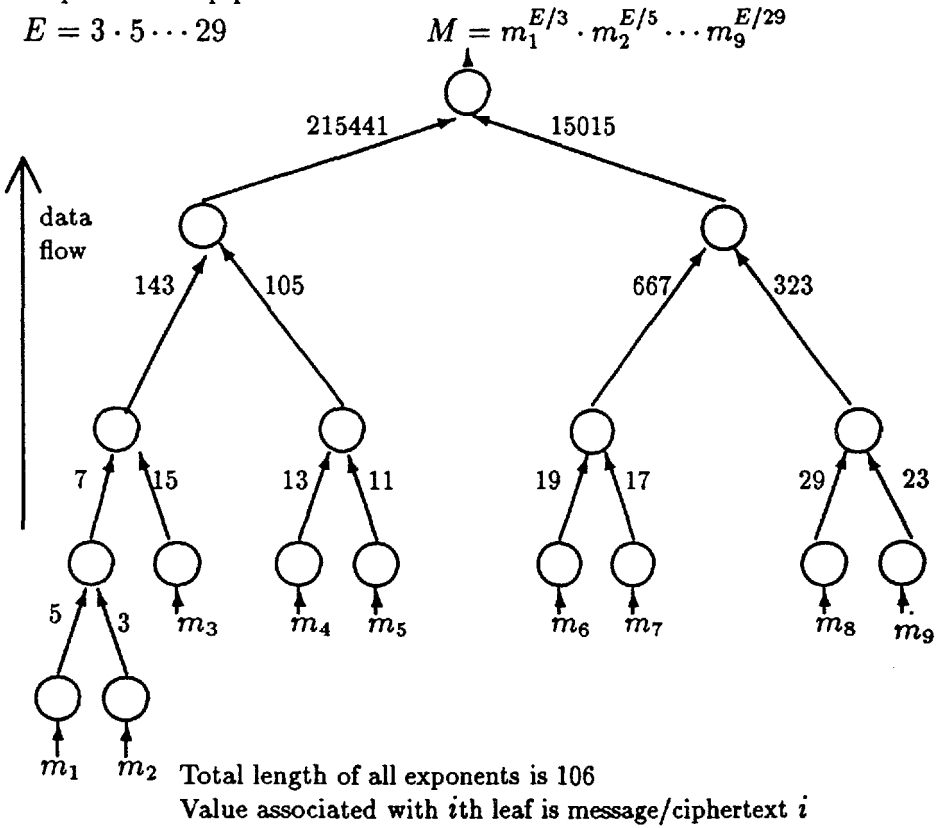 E = 3 · 5 ··· 29
M = m_1^{E/3} · m_2^{E/5} ··· m_9^{E/29}
215441
15015
data
flow
143
105
667
323
7
15
13
11
19
17
29
23
5
3
m_3
m_4
m_5
m_6
m_7
m_8
m_9
m_1
m_2
Total length of all exponents is 106
Value associated with ith leaf is message/ciphertext i